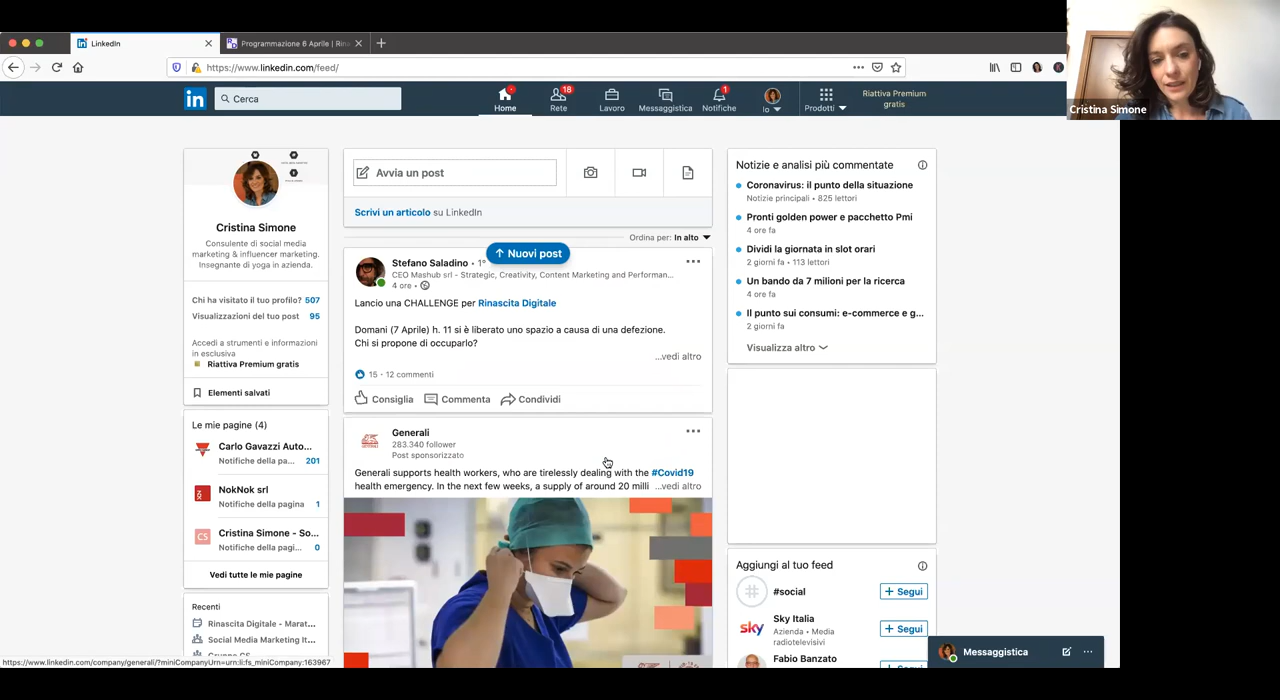 LinkedIn
Programmazione 6 Aprile | Rina
https://www.linkedin.com/feed/
Cristina Simone
in
Cerca
Home
18
Rete
Lavoro
Messaggistica
1
Notifiche
Io
Prodotti
Riattiva Premium
gratis
Cristina Simone
Consulente di social media
marketing & influencer marketing.
Insegnante di yoga in azienda.
Chi ha visitato il tuo profilo? 507
Visualizzazioni del tuo post 95
Accedi a strumenti e informazioni
in esclusiva
Riattiva Premium gratis
Elementi salvati
Le mie pagine (4)
Carlo Gavazzi Auto...
Notifiche della pa... 201
NokNok srl
Notifiche della pagina 1
CS
Cristina Simone - So...
Notifiche della pagi... 0
Vedi tutte le mie pagine
Recenti
Rinascita Digitale - Marat...
Social Media Marketing It...
Avvia un post
Scrivi un articolo su LinkedIn
Ordina per: In alto
Nuovi post
Stefano Saladino • 1°
CEO Mashub srl - Strategic, Creativity, Content Marketing and Performan...
4 ore •
Lancio una CHALLENGE per Rinascita Digitale
Domani (7 Aprile) h. 11 si è liberato uno spazio a causa di una defezione.
Chi si propone di occuparlo?
...vedi altro
15 · 12 commenti
Consiglia
Commenta
Condividi
Generali
283.340 follower
Post sponsorizzato
Generali supports health workers, who are tirelessly dealing with the #Covid19
health emergency. In the next few weeks, a supply of around 20 milli ...vedi altro
Notizie e analisi più commentate
Coronavirus: il punto della situazione
Notizie principali • 825 lettori
Pronti golden power e pacchetto Pmi
4 ore fa
Dividi la giornata in slot orari
2 giorni fa • 113 lettori
Un bando da 7 milioni per la ricerca
4 ore fa
Il punto sui consumi: e-commerce e g...
2 giorni fa
Visualizza altro
Aggiungi al tuo feed
#social
+ Segui
sky
Sky Italia
Azienda • Media
radiotelevisivi
+ Segui
Fabio Banzato
Messaggistica
https://www.linkedin.com/company/generali/?miniCompanyUrn=urn:li:fs_miniCompany:163967